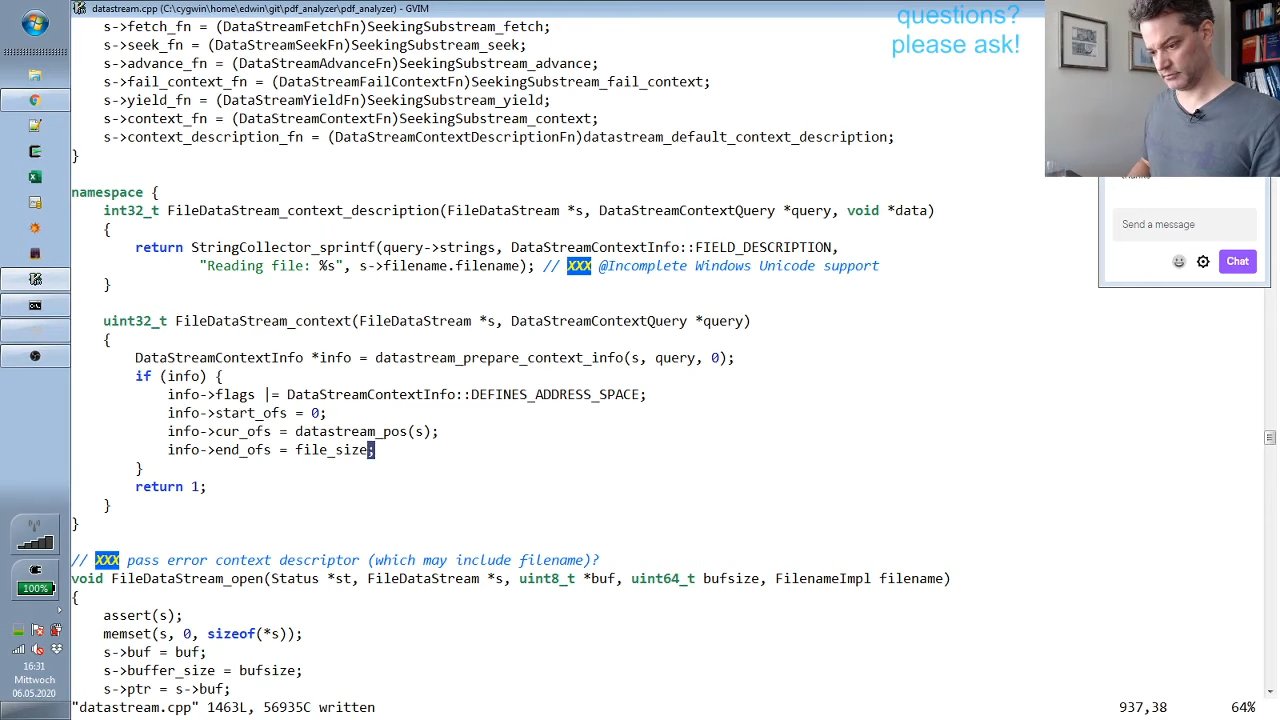 datastream.cpp (C:\cygwin\home\edwin\git\pdf_analyzer\pdf_analyzer) - GVIM
questions?
please ask!
s->fetch_fn = (DataStreamFetchFn)SeekingSubstream_fetch;
s->seek_fn = (DataStreamSeekFn)SeekingSubstream_seek;
s->advance_fn = (DataStreamAdvanceFn)SeekingSubstream_advance;
s->fail_context_fn = (DataStreamFailContextFn)SeekingSubstream_fail_context;
s->yield_fn = (DataStreamYieldFn)SeekingSubstream_yield;
s->context_fn = (DataStreamContextFn)SeekingSubstream_context;
s->context_description_fn = (DataStreamContextDescriptionFn)datastream_default_context_description;
}
namespace {
int32_t FileDataStream_context_description(FileDataStream *s, DataStreamContextQuery *query, void *data)
{
return StringCollector_sprintf(query->strings, DataStreamContextInfo::FIELD_DESCRIPTION,
"Reading file: %s", s->filename.filename); // XXX @Incomplete Windows Unicode support
}
uint32_t FileDataStream_context(FileDataStream *s, DataStreamContextQuery *query)
{
DataStreamContextInfo *info = datastream_prepare_context_info(s, query, 0);
if (info) {
info->flags |= DataStreamContextInfo::DEFINES_ADDRESS_SPACE;
info->start_ofs = 0;
info->cur_ofs = datastream_pos(s);
info->end_ofs = file_size;
}
return 1;
}
}
// XXX pass error context descriptor (which may include filename)?
void FileDataStream_open(Status *st, FileDataStream *s, uint8_t *buf, uint64_t bufsize, FilenameImpl filename)
{
assert(s);
memset(s, 0, sizeof(*s));
s->buf = buf;
s->buffer_size = bufsize;
s->ptr = s->buf;
"datastream.cpp" 1463L, 56935C written
937,38
64%
Send a message
Chat
100%
16:31
Mittwoch
06.05.2020